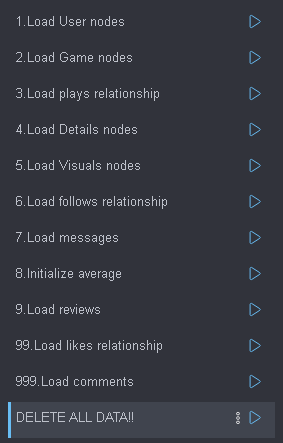 1.Load User nodes
2.Load Game nodes
3.Load plays relationship
4.Load Details nodes
5.Load Visuals nodes
6.Load follows relationship
7.Load messages
8.Initialize average
9.Load reviews
99.Load likes relationship
999.Load comments
DELETE ALL DATA!!